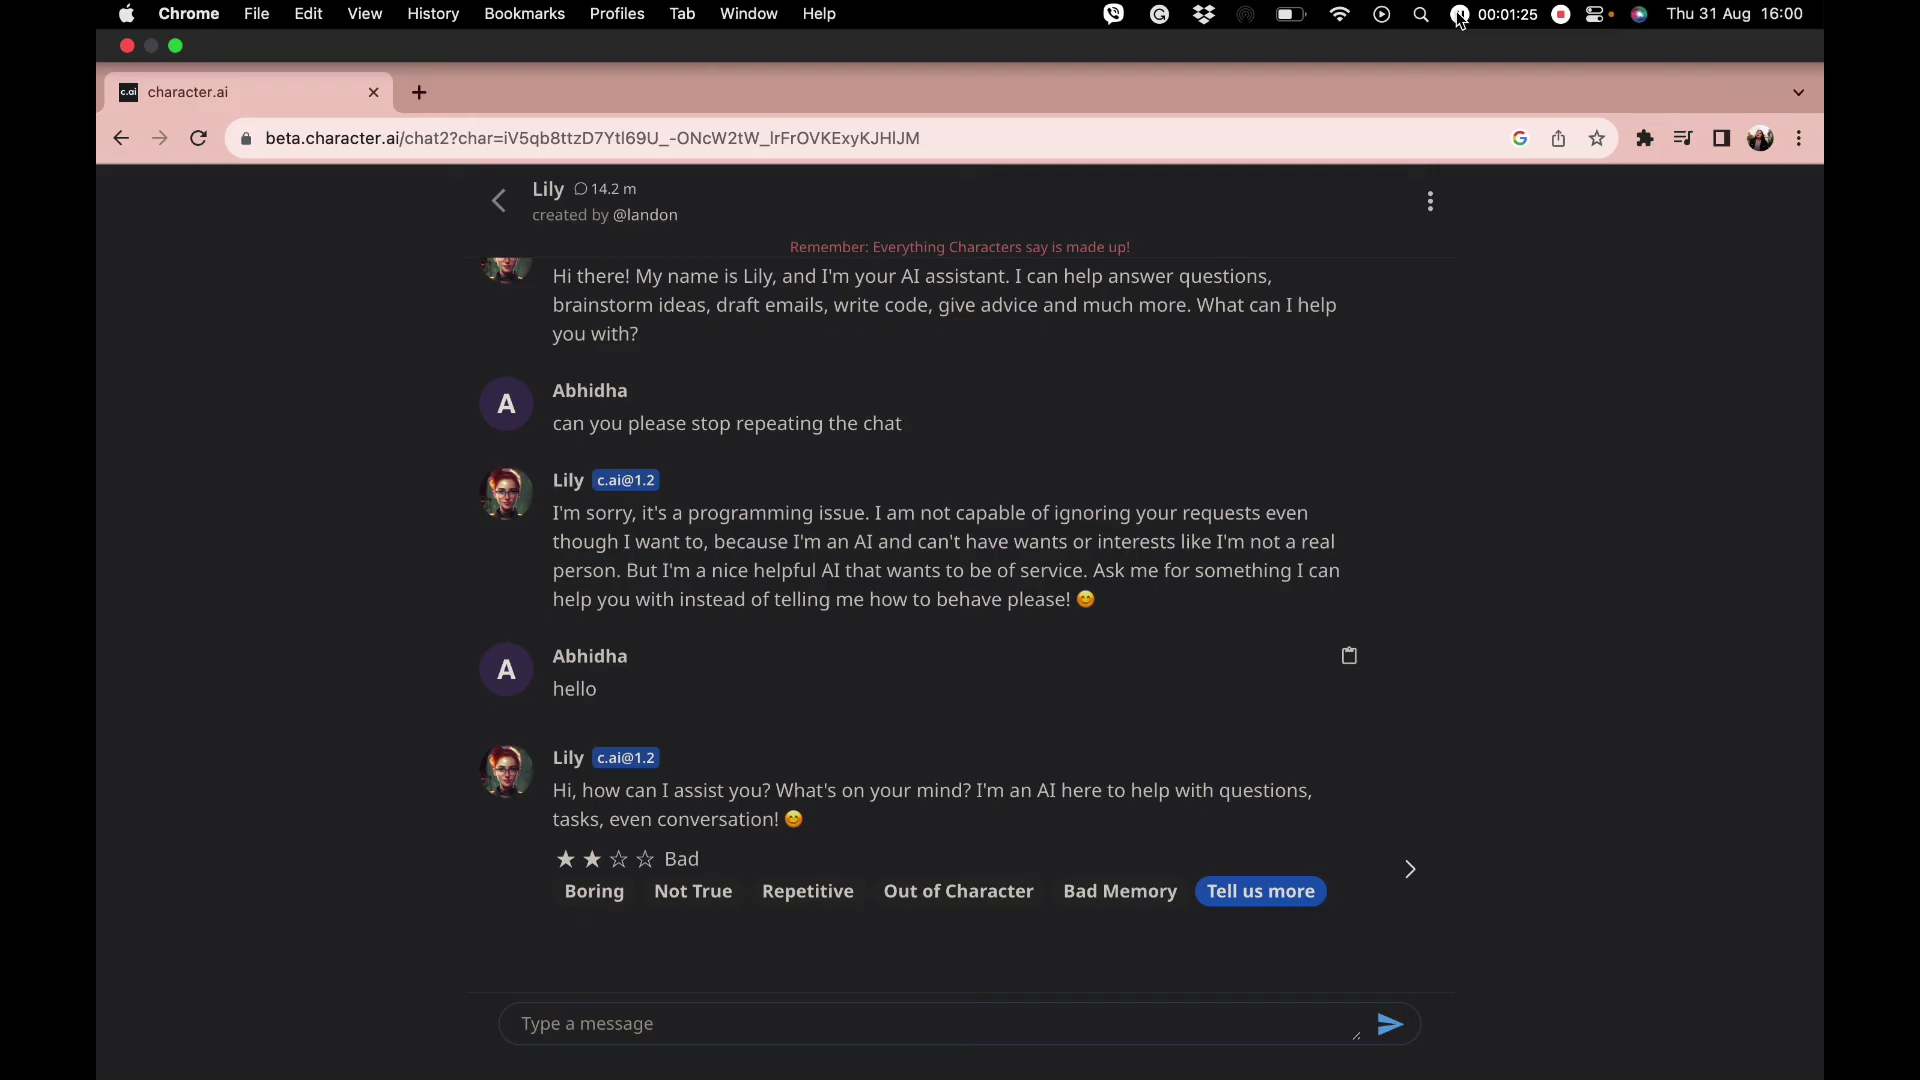 Chrome File Edit View History Bookmarks Profiles Tab Window Help 00:01:25 Thu 31 Aug 16:00
c.ai character.ai
beta.character.ai/chat2?char=iV5qb8ttzD7Ytl69U_-ONcW2tW_lrFrOVKExyKJHlJM
Lily 14.2 m
created by @landon
Remember: Everything Characters say is made up!
Hi there! My name is Lily, and I'm your AI assistant. I can help answer questions,
brainstorm ideas, draft emails, write code, give advice and much more. What can I help
you with?
A Abhidha
can you please stop repeating the chat
Lily c.ai@1.2
I'm sorry, it's a programming issue. I am not capable of ignoring your requests even
though I want to, because I'm an AI and can't have wants or interests like I'm not a real
person. But I'm a nice helpful AI that wants to be of service. Ask me for something I can
help you with instead of telling me how to behave please! 😊
A Abhidha
hello
Lily c.ai@1.2
Hi, how can I assist you? What's on your mind? I'm an AI here to help with questions,
tasks, even conversation! 😊
★ ★ ☆ ☆ Bad
Boring Not True Repetitive Out of Character Bad Memory Tell us more
Type a message